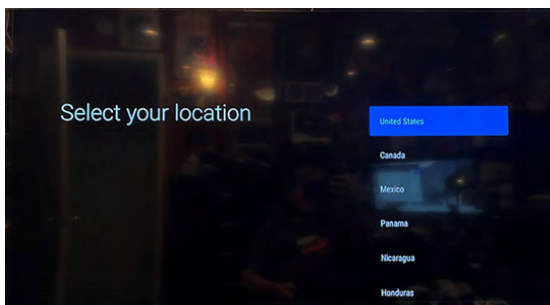 Select your location
United States
Canada
Mexico
Panama
Nicaragua
Honduras